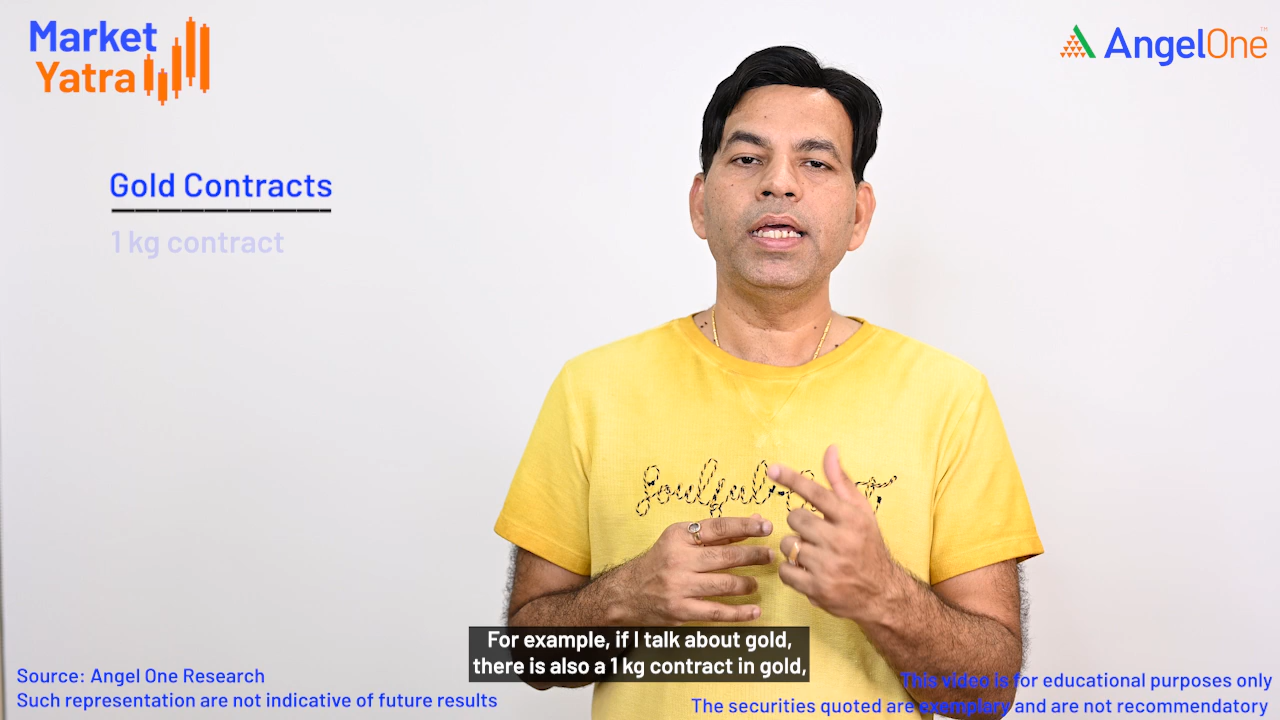 Market
Yatra
AngelOne
TM
Gold Contracts
1 kg contract
Soulful
For example, if I talk about gold,
there is also a 1 kg contract in gold,
Source: Angel One Research
Such representation are not indicative of future results
This video is for educational purposes only
The securities quoted are exemplary and are not recommendatory